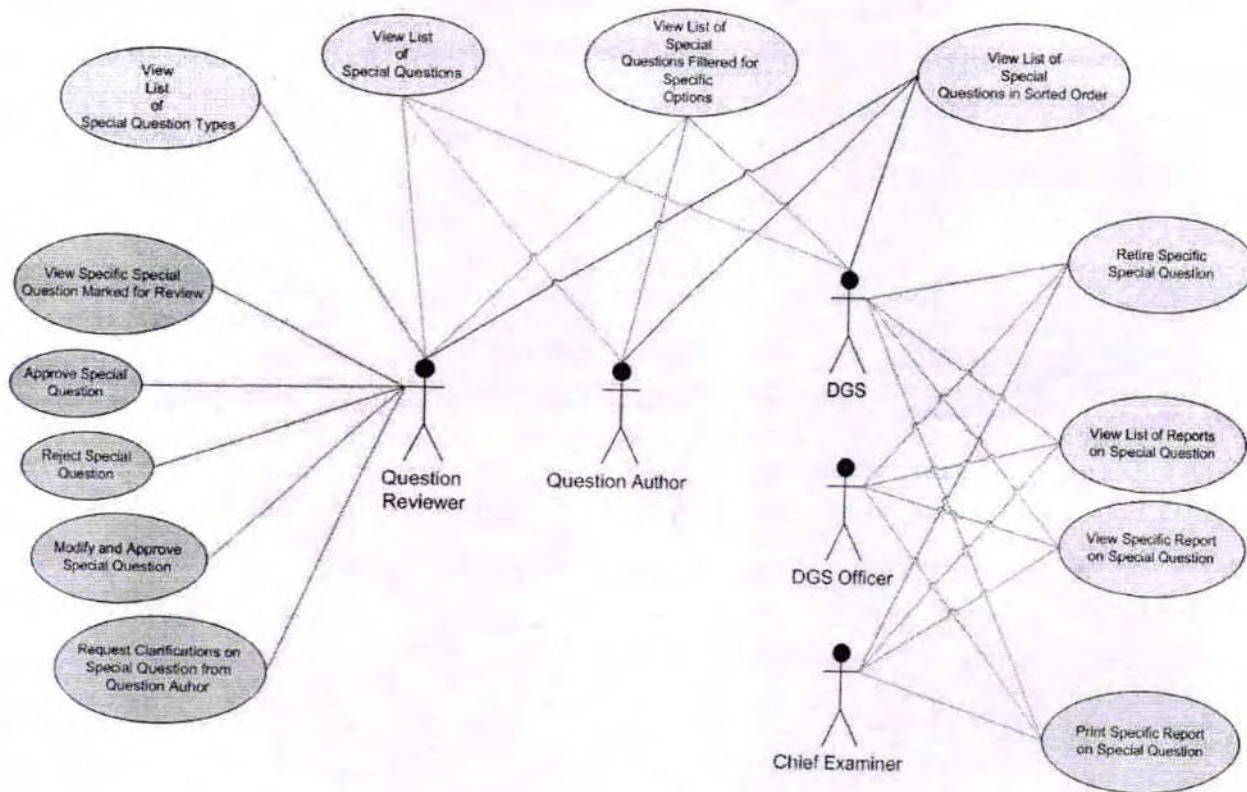 View
List
of
Special Question Types
View List
of
Special Questions
View List of
Special
Questions Filtered for
Specific
Options
View List of
Special
Questions in Sorted Order
View Specific Special
Question Marked for Review
Approve Special
Question
Reject Special
Question
Modify and Approve
Special Question
Request Clarifications on
Special Question from
Question Auhor
Question
Reviewer
Question Author
DGS
DGS Officer
Chief Examiner
Retire Specific
Special Question
View List of Reports
on Special Question
View Specific Report
on Special Question
Print Specific Report
on Special Question